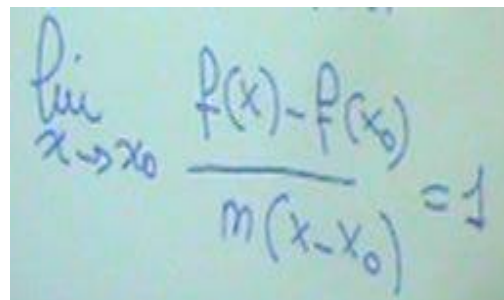 lim x→x₀ (f(x) - f(x₀)) / (m(x - x₀)) = 1